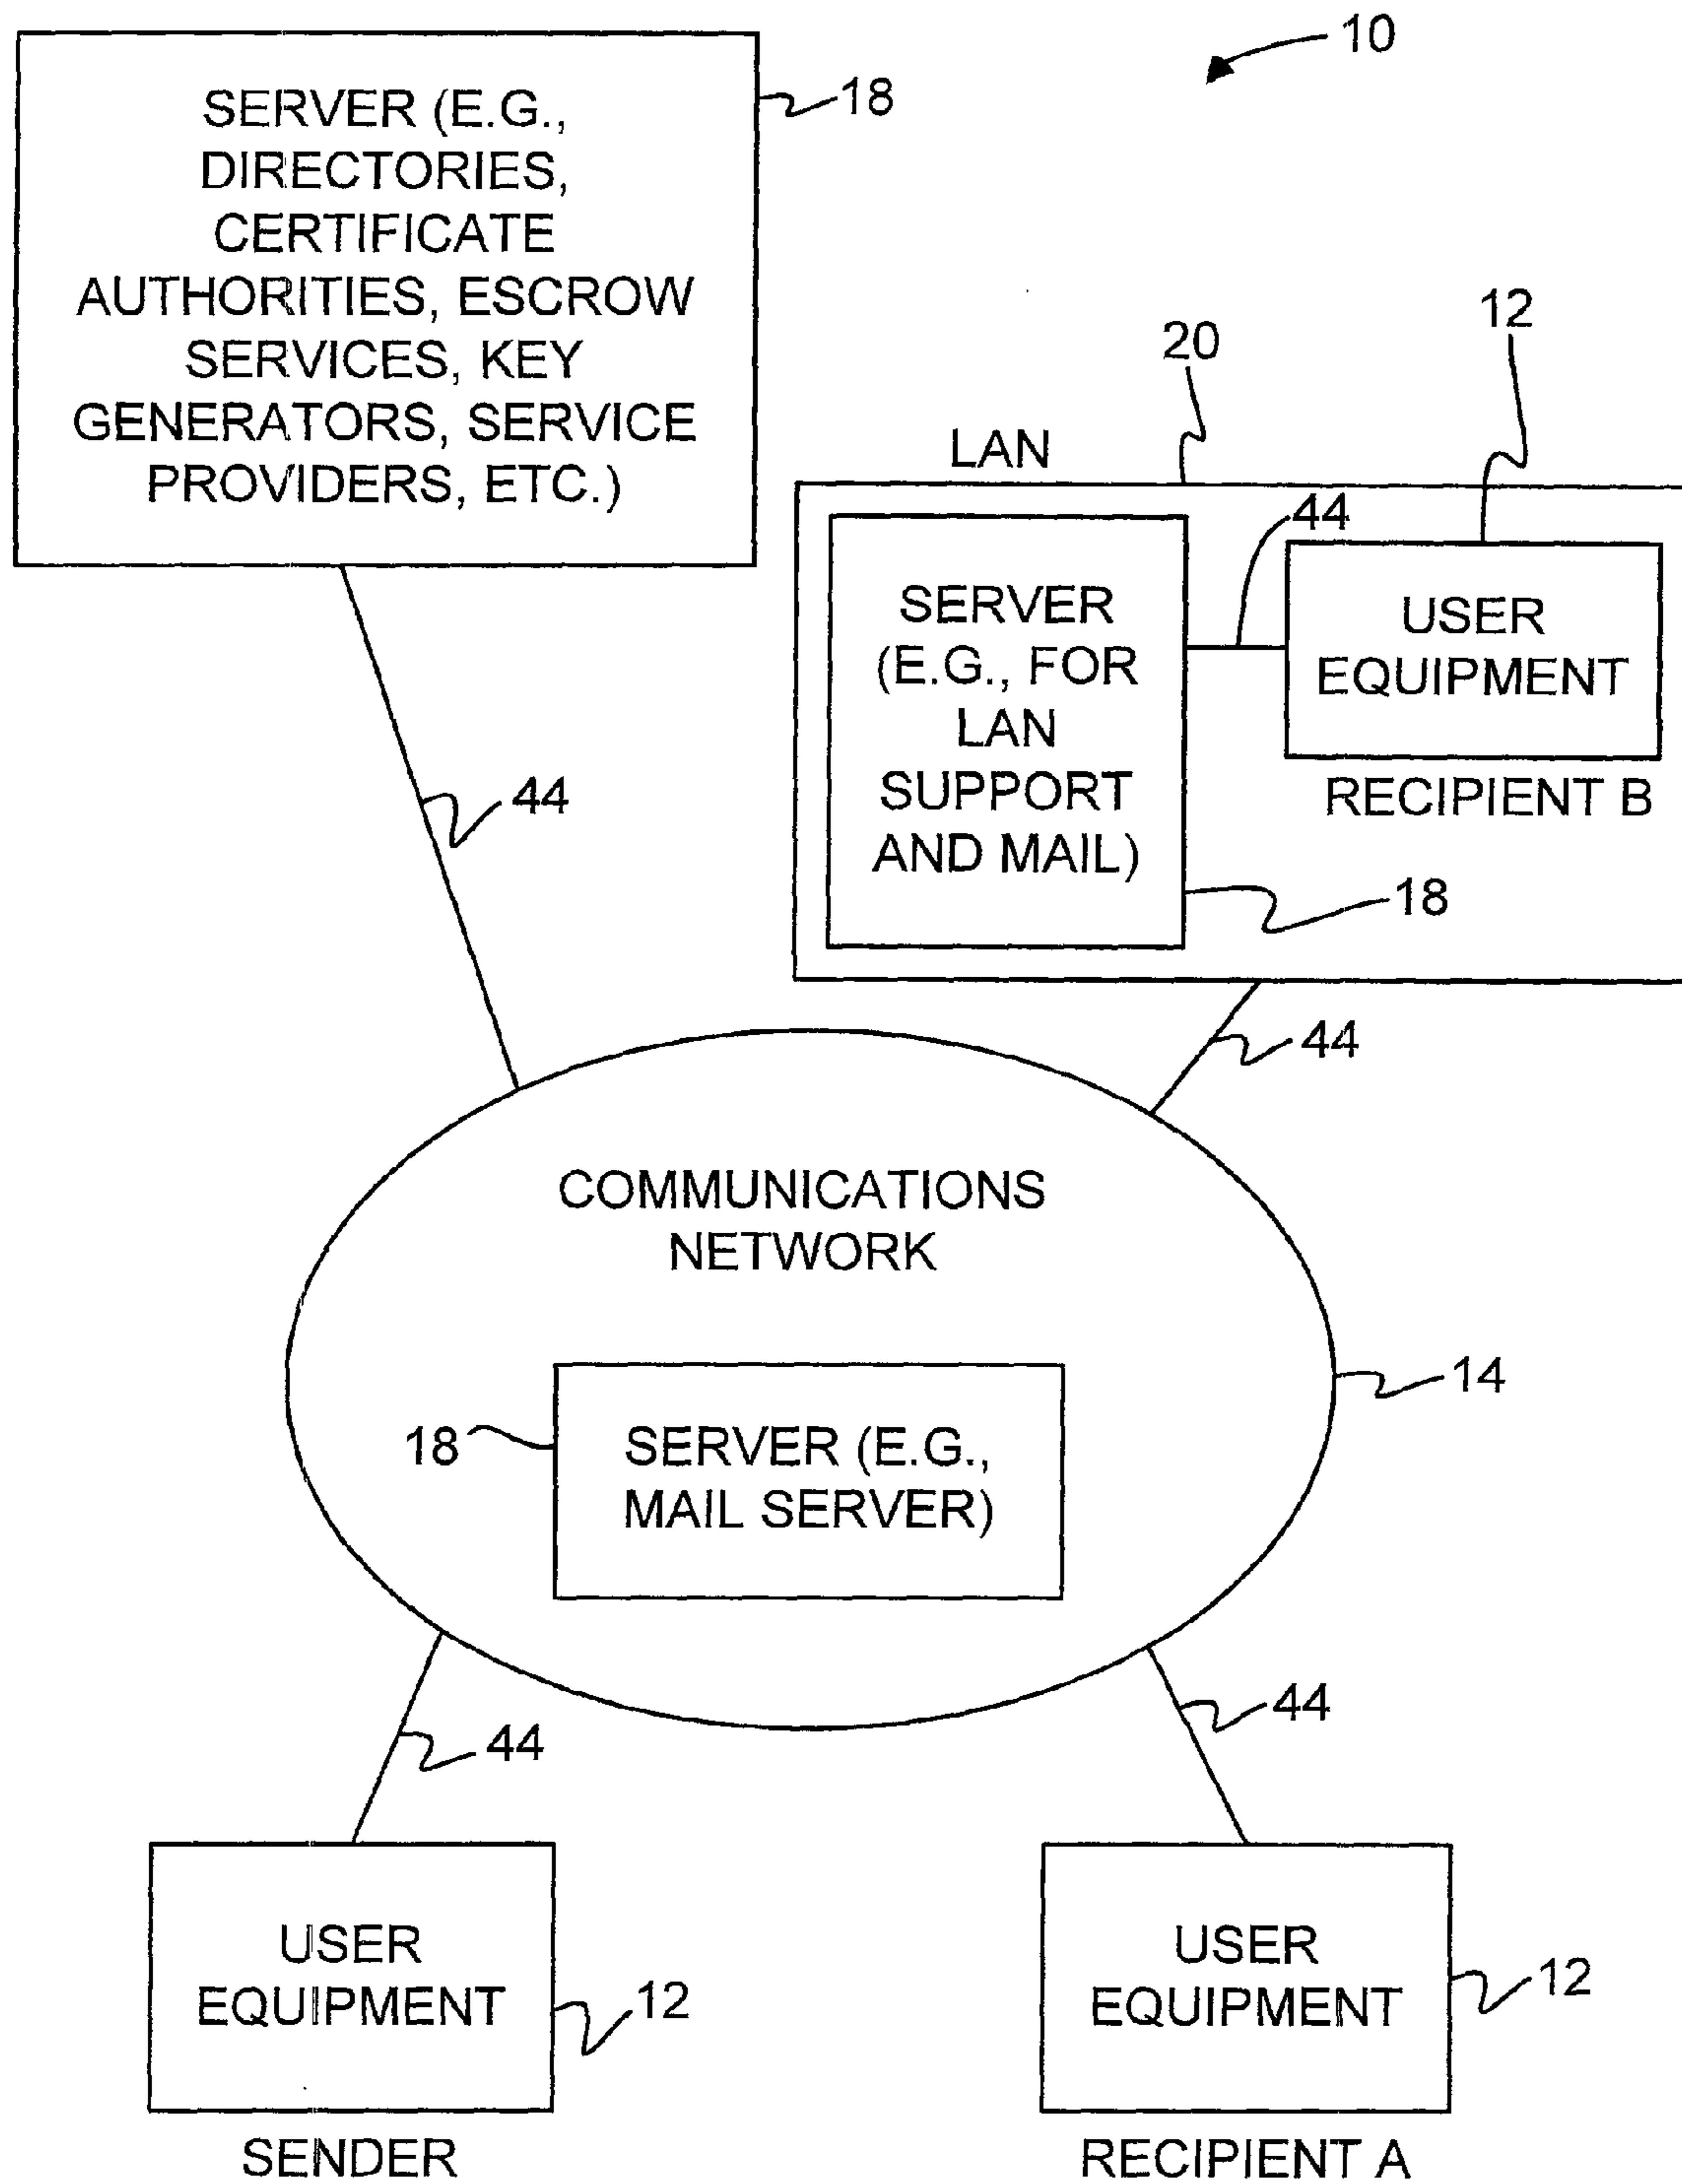 10
SERVER (E.G.,
DIRECTORIES,
CERTIFICATE
AUTHORITIES, ESCROW
SERVICES, KEY
GENERATORS, SERVICE
PROVIDERS, ETC.)
18
12
20
LAN
44
SERVER
(E.G., FOR
LAN
SUPPORT
AND MAIL)
USER
EQUIPMENT
RECIPIENT B
18
44
44
COMMUNICATIONS
NETWORK
14
18
SERVER (E.G.,
MAIL SERVER)
44
44
USER
EQUIPMENT
12
SENDER
USER
EQUIPMENT
12
RECIPIENT A